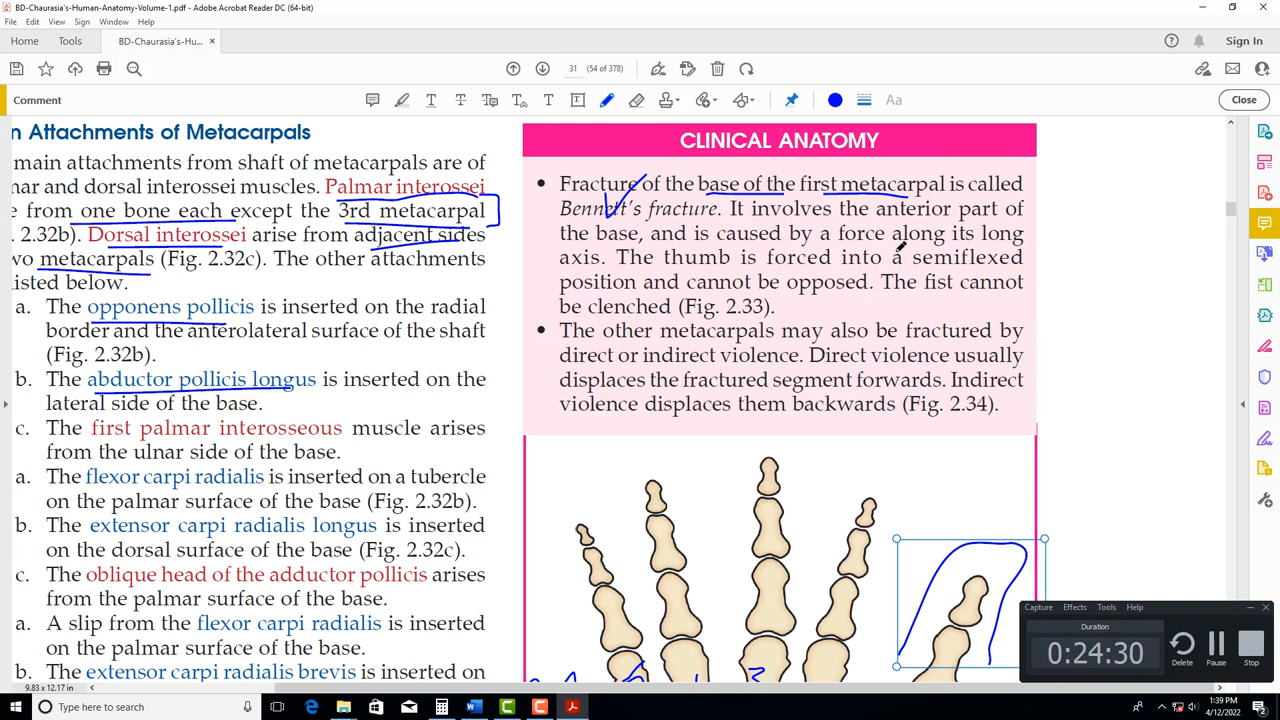 BD-Chaurasia's-Human-Anatomy-Volume-1.pdf - Adobe Acrobat Reader DC (64-bit)
File Edit View Sign Window Help
Home Tools BD-Chaurasia's-Hu... × Sign In
31 (54 of 378)
Comment Aa Close
n Attachments of Metacarpals
main attachments from shaft of metacarpals are of
nar and dorsal interossei muscles. Palmar interossei
e from one bone each except the 3rd metacarpal
. 2.32b). Dorsal interossei arise from adjacent sides
wo metacarpals (Fig. 2.32c). The other attachments
listed below.
a. The opponens pollicis is inserted on the radial
border and the anterolateral surface of the shaft
(Fig. 2.32b).
b. The abductor pollicis longus is inserted on the
lateral side of the base.
c. The first palmar interosseous muscle arises
from the ulnar side of the base.
a. The flexor carpi radialis is inserted on a tubercle
on the palmar surface of the base (Fig. 2.32b).
b. The extensor carpi radialis longus is inserted
on the dorsal surface of the base (Fig. 2.32c).
c. The oblique head of the adductor pollicis arises
from the palmar surface of the base.
a. A slip from the flexor carpi radialis is inserted
on the palmar surface of the base.
b. The extensor carpi radialis brevis is inserted on
CLINICAL ANATOMY
• Fracture of the base of the first metacarpal is called
Bennett's fracture. It involves the anterior part of
the base, and is caused by a force along its long
axis. The thumb is forced into a semiflexed
position and cannot be opposed. The fist cannot
be clenched (Fig. 2.33).
• The other metacarpals may also be fractured by
direct or indirect violence. Direct violence usually
displaces the fractured segment forwards. Indirect
violence displaces them backwards (Fig. 2.34).
3
Capture Effects Tools Help
Duration
0:24:30
Delete Pause Stop
9.83 x 12.17 in
Type here to search
1:39 PM
4/12/2022
2